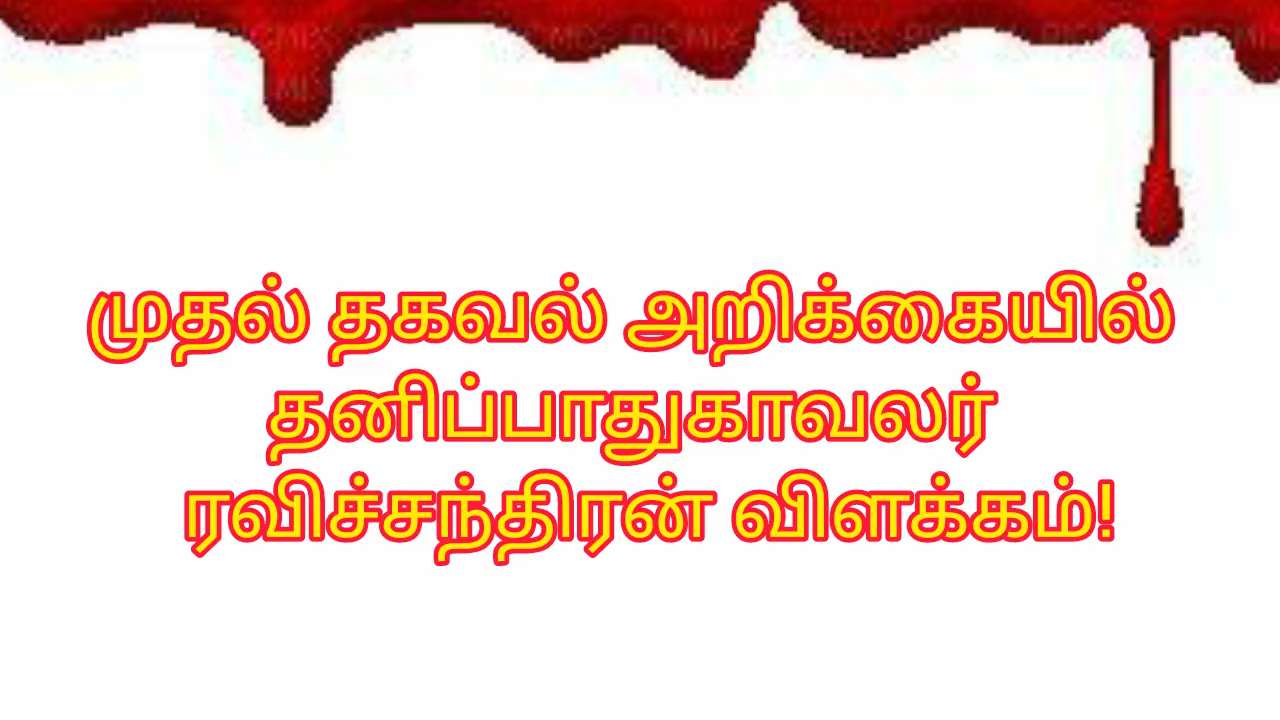 முதல் தகவல் அறிக்கையில்
தனிப்பாதுகாவலர்
ரவிச்சந்திரன் விளக்கம்!